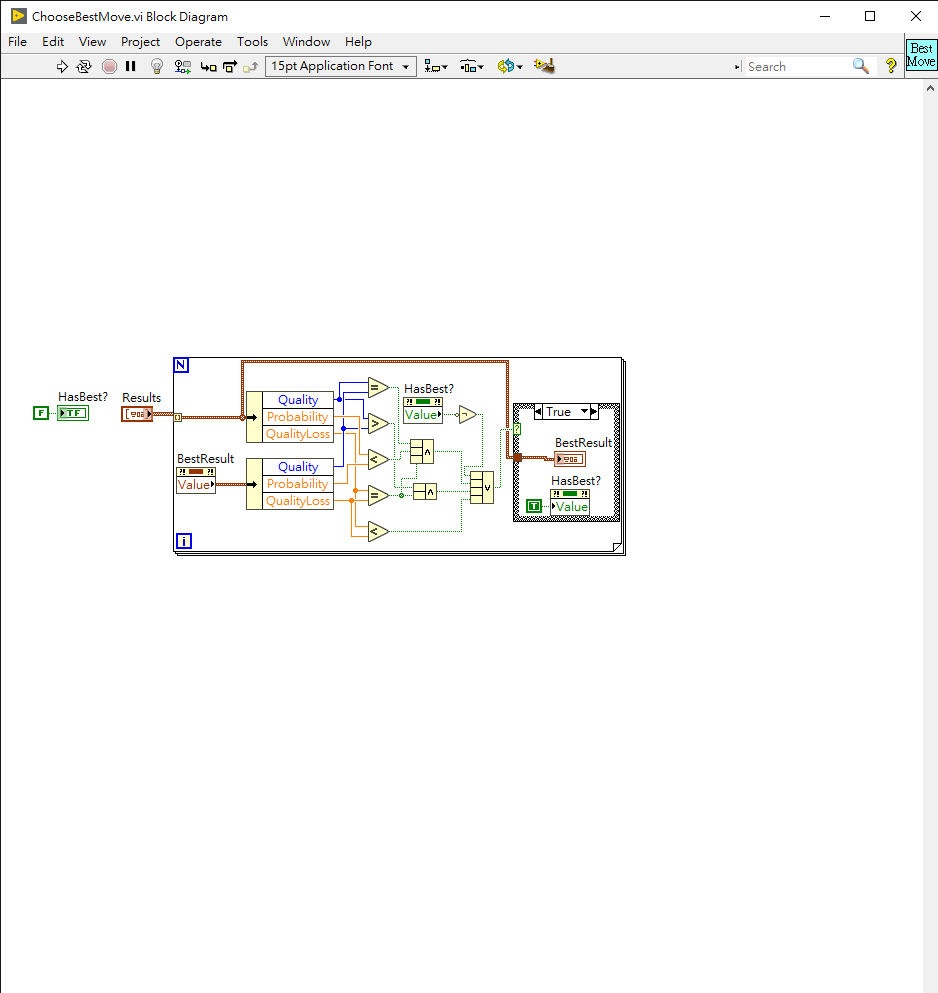 ChooseBestMove.vi Block Diagram
File Edit View Project Operate Tools Window Help
15pt Application Font
Search
Best
Move
N
HasBest?
Results
F
TF
Quality
Probability
QualityLoss
BestResult
Value
Quality
Probability
QualityLoss
HasBest?
Value
True
BestResult
HasBest?
T
Value
i